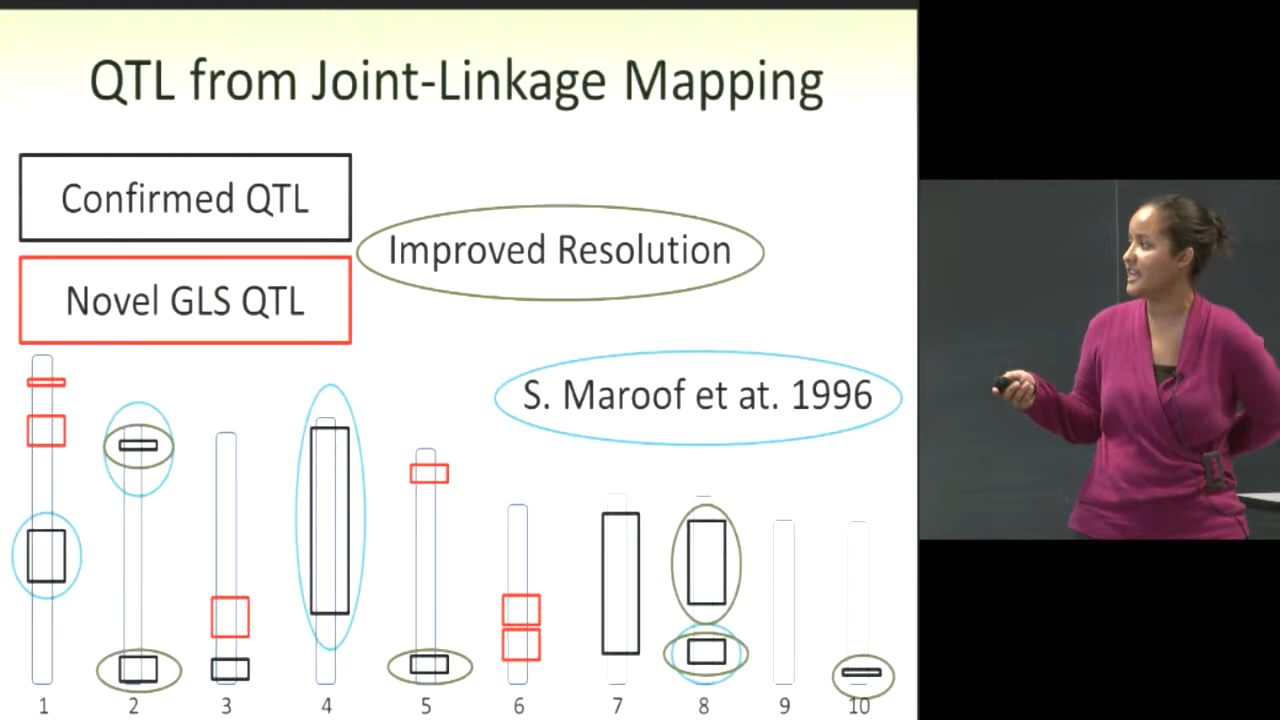 QTL from Joint-Linkage Mapping
Confirmed QTL
Improved Resolution
Novel GLS QTL
S. Maroof et at. 1996
1 2 3 4 5 6 7 8 9 10